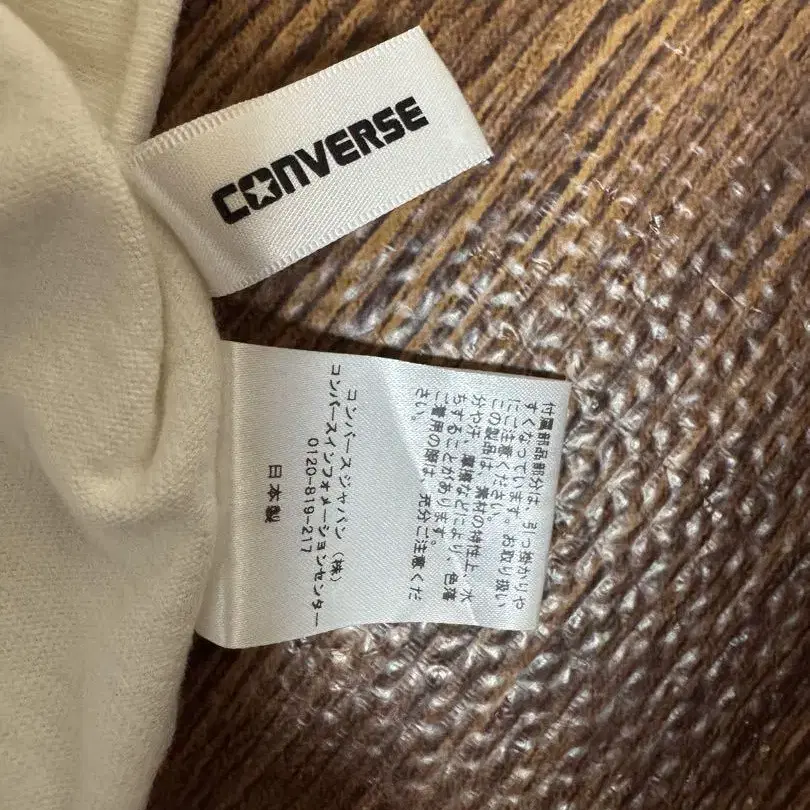 CONVERSE
付属部品部分は、引っ掛かりや
すくなっています。お取り扱い
にご注意ください。
この製品は、素材の特性上、水
分や汗、摩擦などにより、色落
ちすることがあります。
ご着用の際は、充分ご注意くだ
さい。
コンバースジャパン(株)
コンバースインフォメーションセンター
0120-819-217
日本製